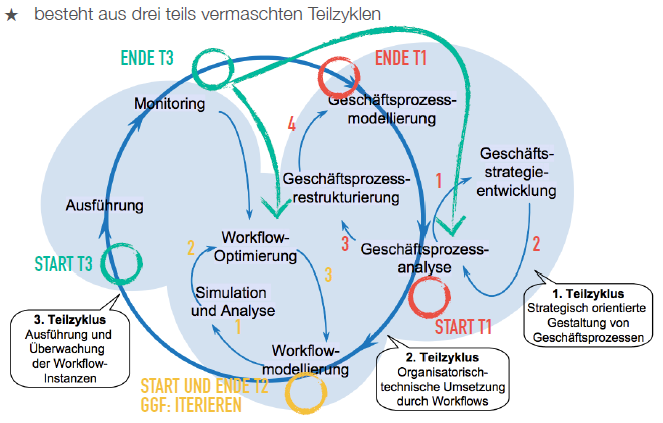 ★ besteht aus drei teils vermaschten Teilzyklen
ENDE T3
ENDE T1
Monitoring
Geschäftsprozess-
modellierung
4
Geschäfts-
strategie-
entwicklung
1
Geschäftsprozess-
restrukturierung
Ausführung
2
3
Workflow-
Optimierung
Geschäftsprozess-
analyse
START T3
2
3
Simulation
und Analyse
1
START T1
1. Teilzyklus
Strategisch orientierte
Gestaltung von
Geschäftsprozessen
3. Teilzyklus
Ausführung und
Überwachung
der Workflow-
Instanzen
Workflow-
modellierung
2. Teilzyklus
Organisatorisch-
technische Umsetzung
durch Workflows
START UND ENDE T2
GGF: ITERIEREN